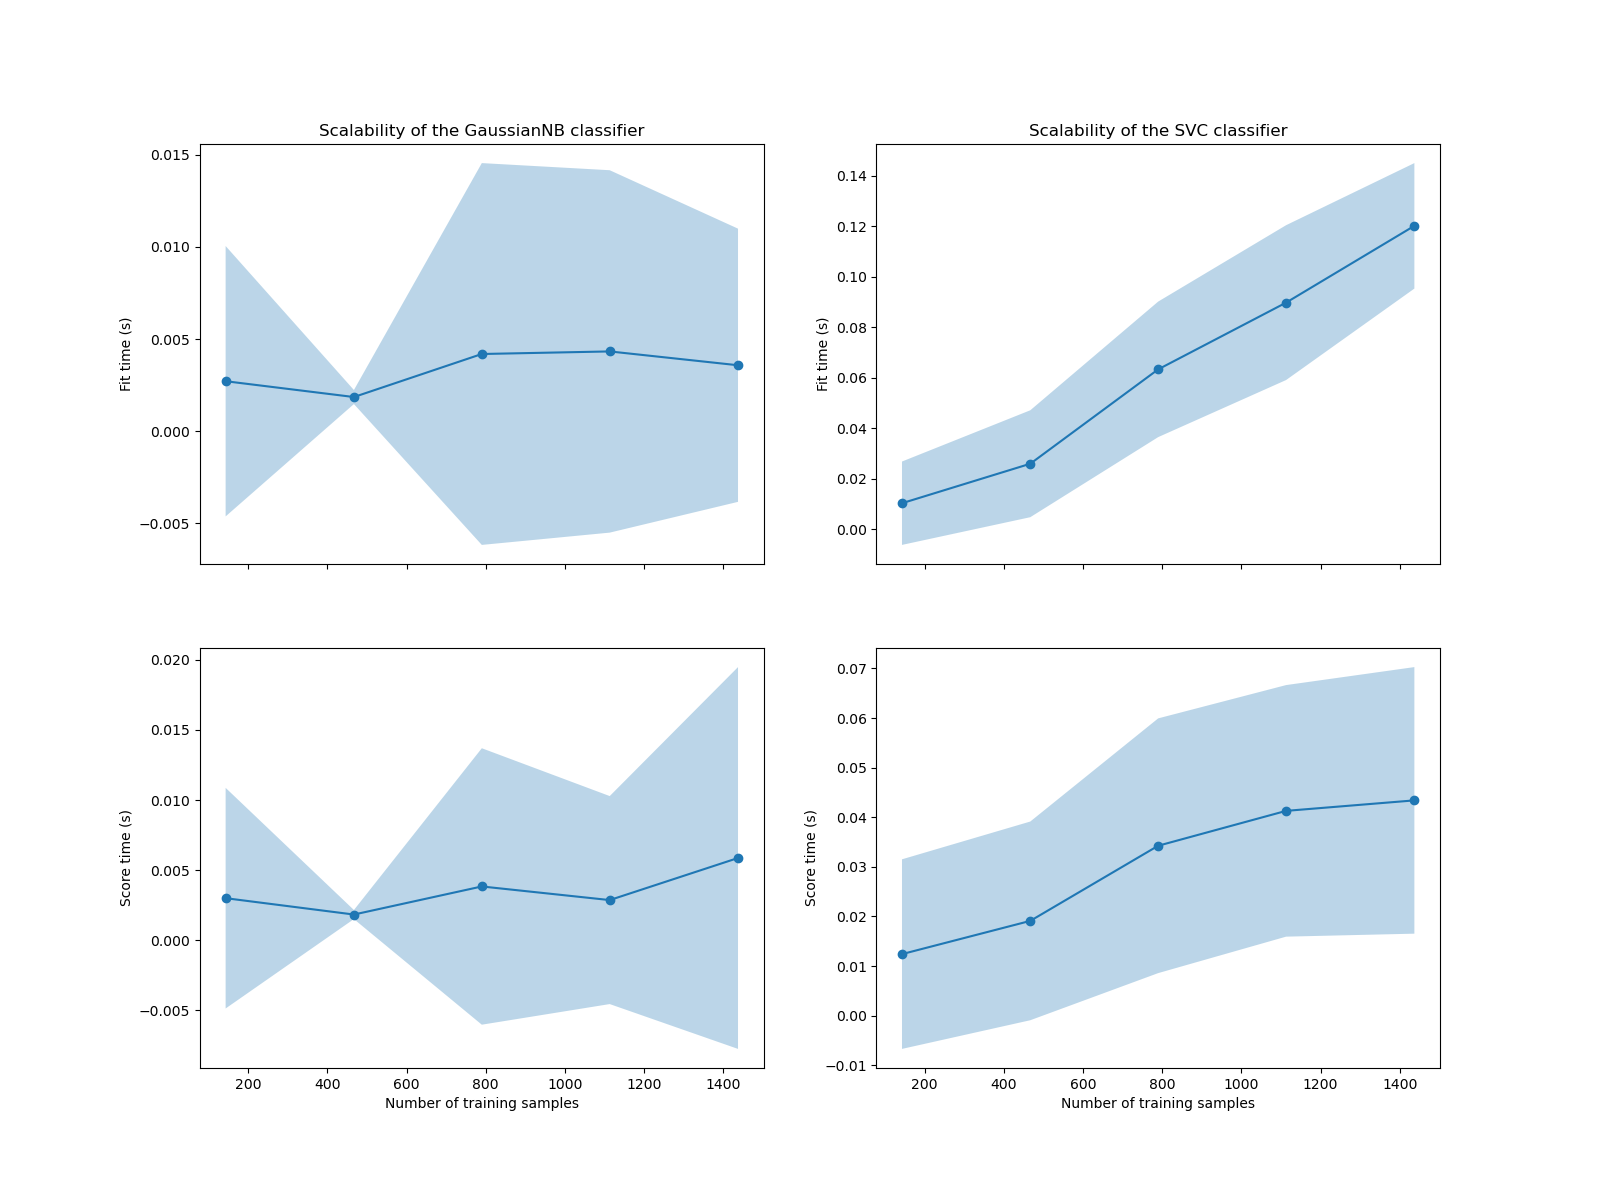 Scalability of the GaussianNB classifier
0.015
0.010
0.005
0.000
−0.005
Fit time (s)
Scalability of the SVC classifier
0.14
0.12
0.10
0.08
0.06
0.04
0.02
0.00
Fit time (s)
0.020
0.015
0.010
0.005
0.000
−0.005
Score time (s)
200 400 600 800 1000 1200 1400
Number of training samples
0.07
0.06
0.05
0.04
0.03
0.02
0.01
0.00
−0.01
Score time (s)
200 400 600 800 1000 1200 1400
Number of training samples